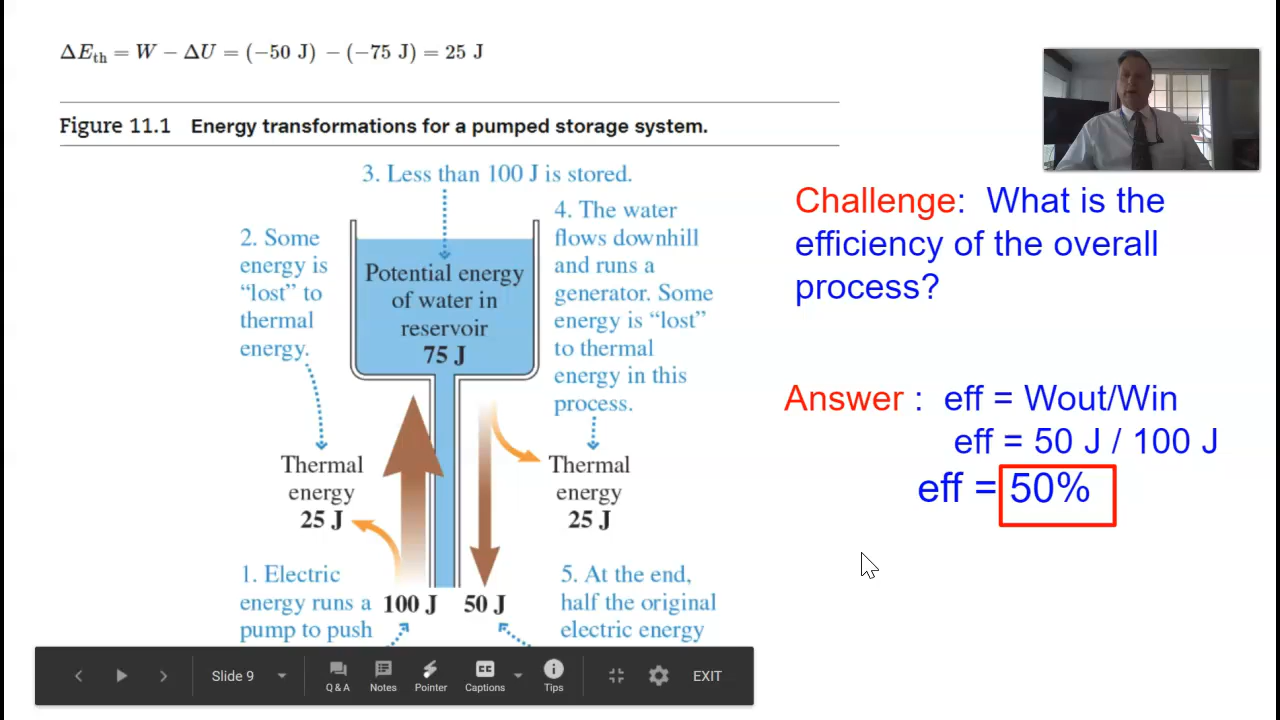 ΔE_th = W − ΔU = (−50 J) − (−75 J) = 25 J
Figure 11.1 Energy transformations for a pumped storage system.
3. Less than 100 J is stored.
2. Some
energy is
“lost” to
thermal
energy.
Potential energy
of water in
reservoir
75 J
4. The water
flows downhill
and runs a
generator. Some
energy is “lost”
to thermal
energy in this
process.
Thermal
energy
25 J
Thermal
energy
25 J
1. Electric
energy runs a
pump to push
100 J
50 J
5. At the end,
half the original
electric energy
Challenge: What is the
efficiency of the overall
process?
Answer : eff = Wout/Win
eff = 50 J / 100 J
eff = 50%
Slide 9
Q & A
Notes
Pointer
Captions
Tips
EXIT
CC